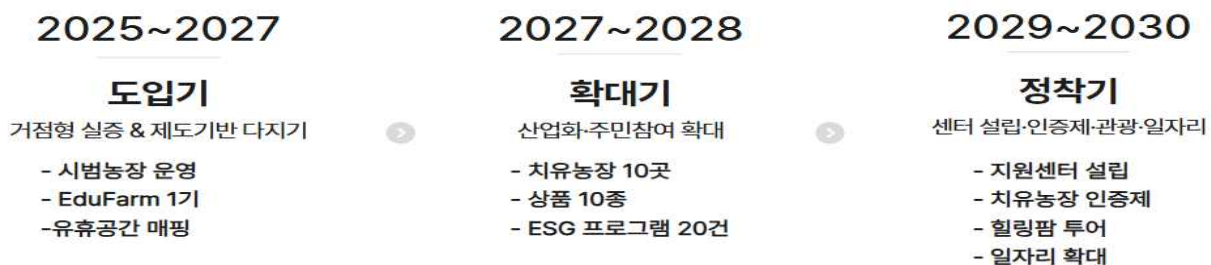 2025~2027
도입기
거점형 실증 & 제도기반 다지기
- 시범농장 운영
- EduFarm 1기
-유휴공간 매핑
2027~2028
확대기
산업화·주민참여 확대
- 치유농장 10곳
- 상품 10종
- ESG 프로그램 20건
2029~2030
정착기
센터 설립·인증제·관광·일자리
- 지원센터 설립
- 치유농장 인증제
- 힐링팜 투어
- 일자리 확대